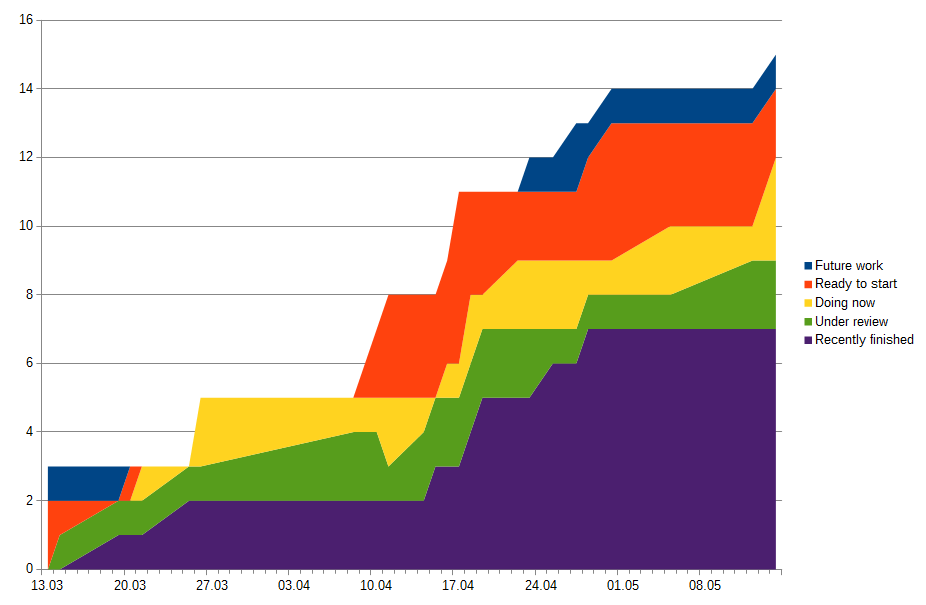 16
14
12
10
8
6
4
2
0
13.03 20.03 27.03 03.04 10.04 17.04 24.04 01.05 08.05
Future work
Ready to start
Doing now
Under review
Recently finished